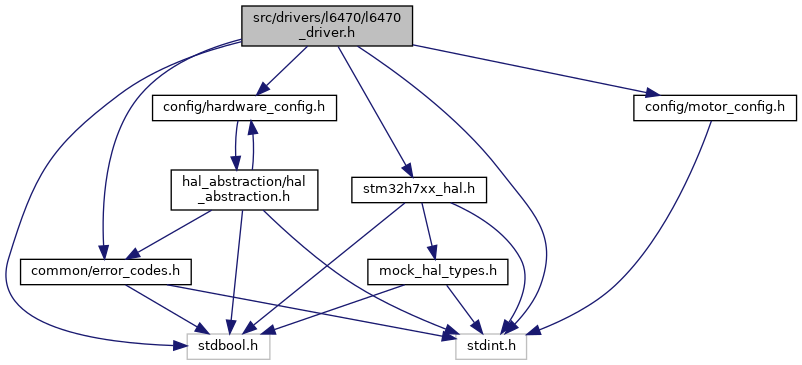 src/drivers/l6470/l6470
_driver.h
config/hardware_config.h
config/motor_config.h
hal_abstraction/hal
_abstraction.h
stm32h7xx_hal.h
common/error_codes.h
mock_hal_types.h
stdbool.h
stdint.h